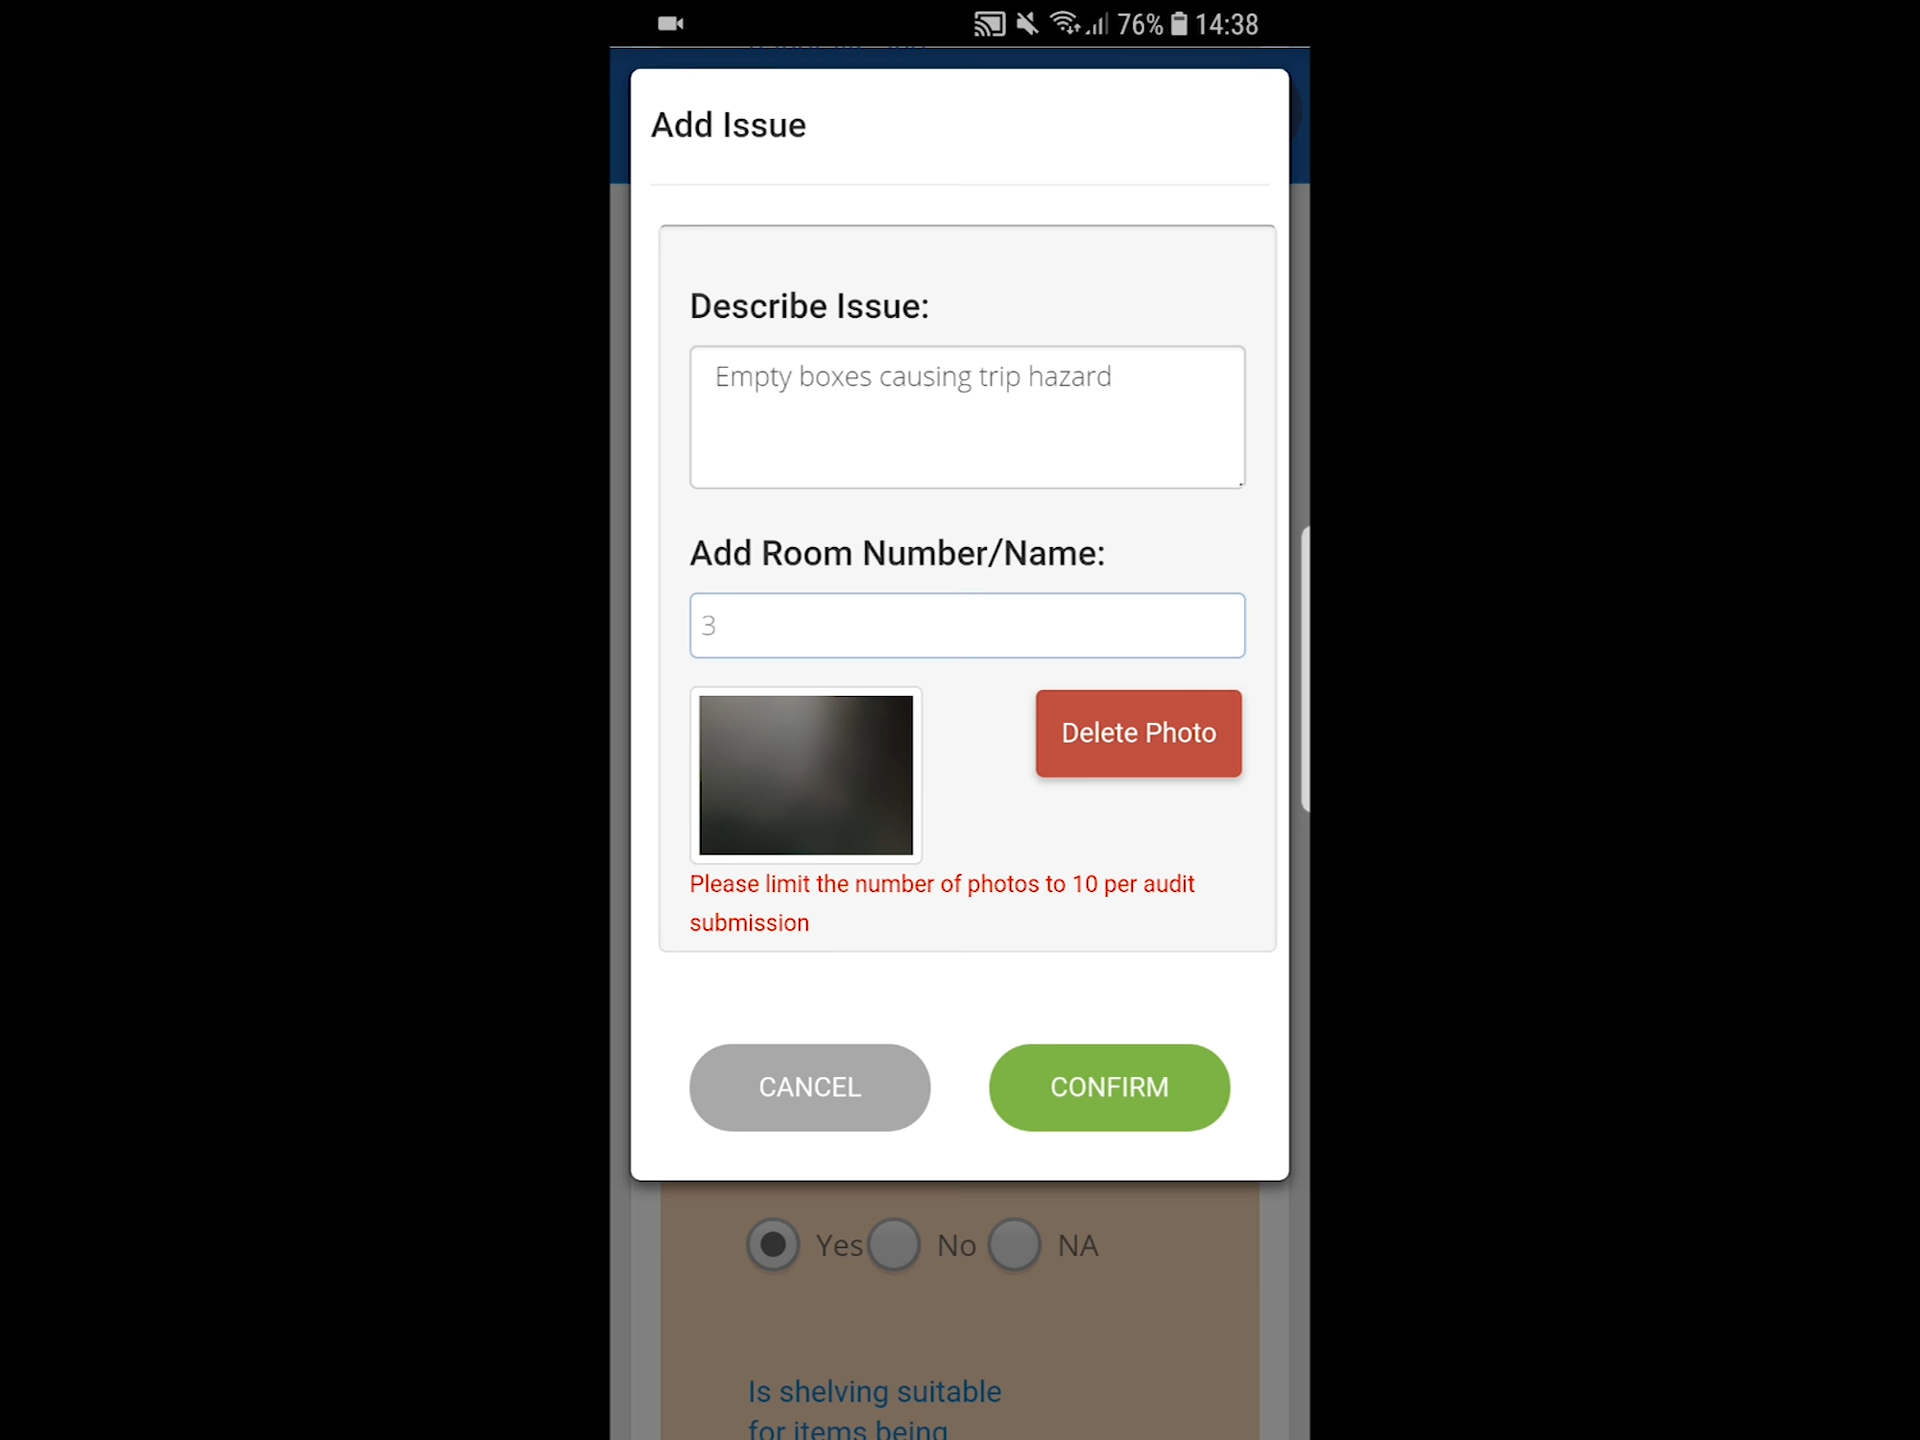 76% 14:38
Add Issue
Describe Issue:
Empty boxes causing trip hazard
Add Room Number/Name:
3
Delete Photo
Please limit the number of photos to 10 per audit
submission
CANCEL CONFIRM
Yes No NA
Is shelving suitable
for items being